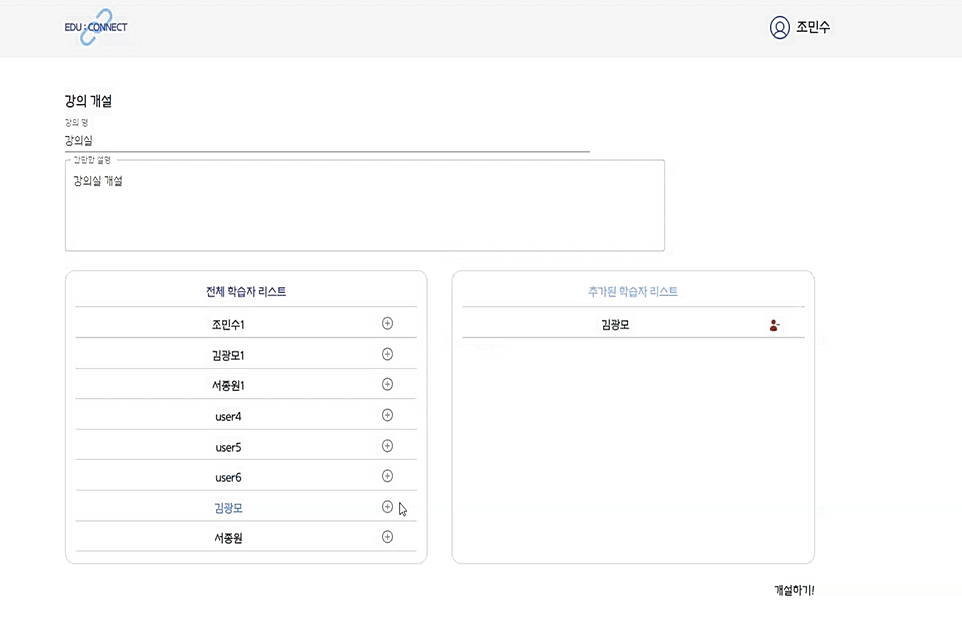 EDU:CONNECT
조민수
강의 개설
강의 명
강의실
간단한 설명
강의실 개설
전체 학습자 리스트
조민수1
김광모1
서종원1
user4
user5
user6
김광모
서종원
추가된 학습자 리스트
김광모
개설하기!